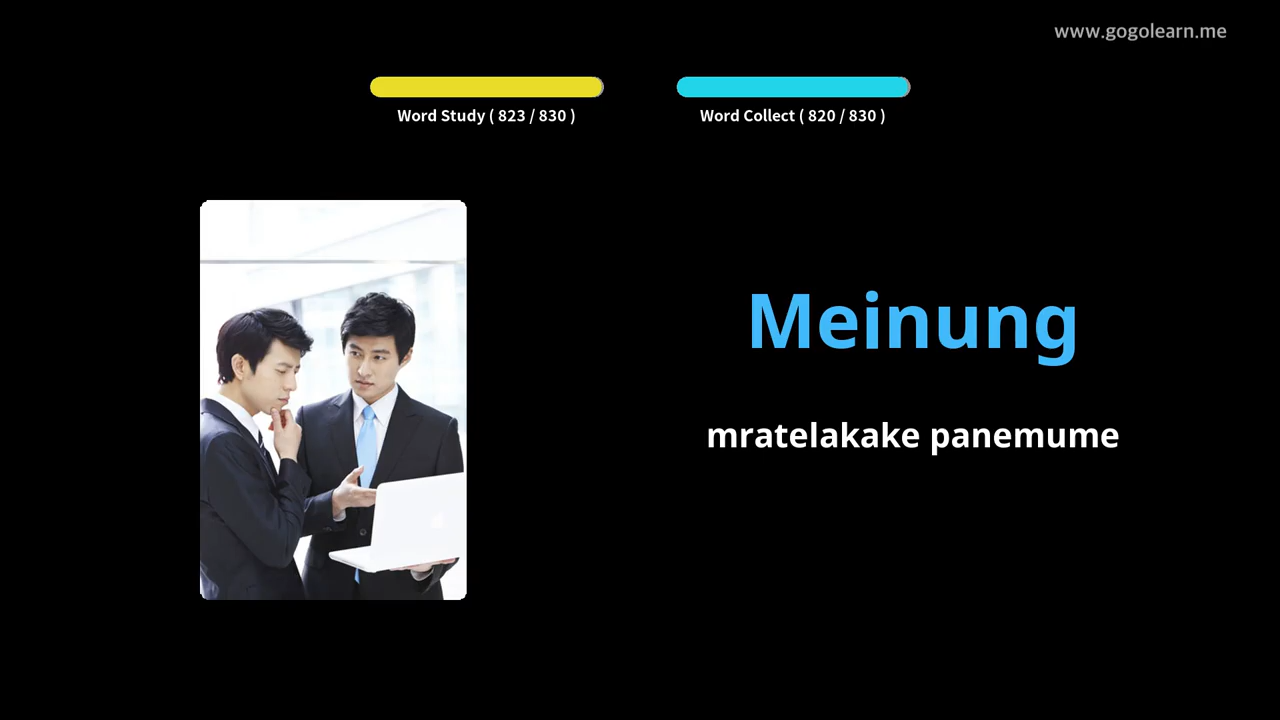 www.gogolearn.me
Word Study ( 823 / 830 )
Word Collect ( 820 / 830 )
Meinung
mratelakake panemume